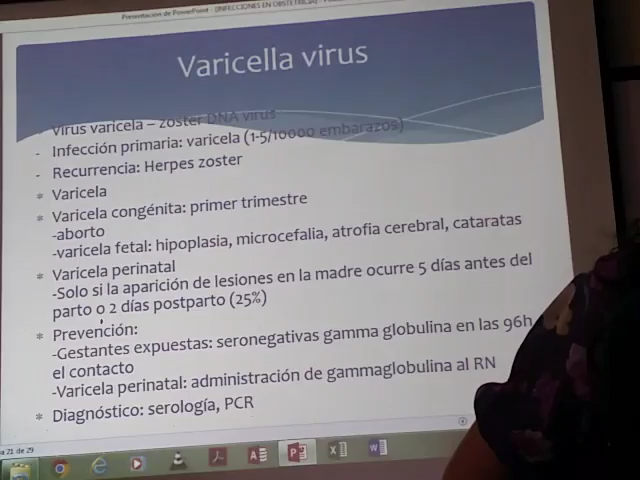 Presentación de PowerPoint - [INFECCIONES EN OBSTETRICIA]
Varicella virus
- Virus varicela – zoster DNA virus
- Infección primaria: varicela (1-5/10000 embarazos)
- Recurrencia: Herpes zoster
* Varicela
* Varicela congénita: primer trimestre
-aborto
-varicela fetal: hipoplasia, microcefalia, atrofia cerebral, cataratas
* Varicela perinatal
-Solo si la aparición de lesiones en la madre ocurre 5 días antes del
parto o 2 días postparto (25%)
* Prevención:
-Gestantes expuestas: seronegativas gamma globulina en las 96h
el contacto
-Varicela perinatal: administración de gammaglobulina al RN
* Diagnóstico: serología, PCR
a 21 de 29